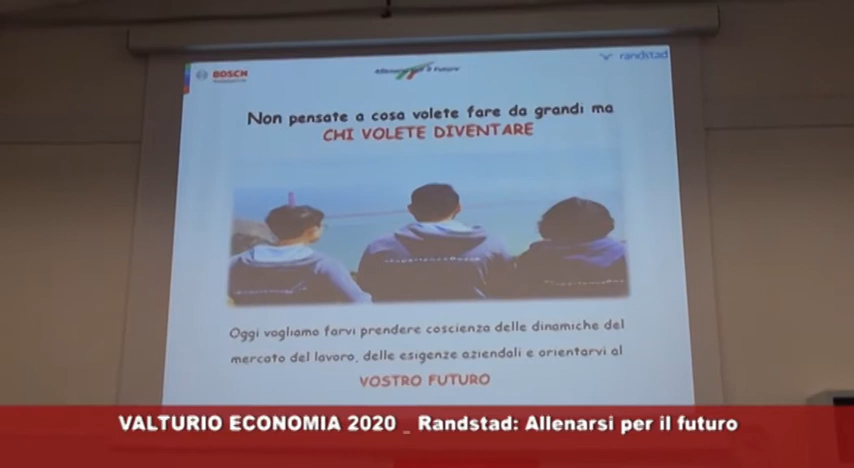 BOSCH
Allenarsi per il Futuro
randstad
Non pensate a cosa volete fare da grandi ma
CHI VOLETE DIVENTARE
Oggi vogliamo farvi prendere coscienza delle dinamiche del
mercato del lavoro, delle esigenze aziendali e orientarvi al
VOSTRO FUTURO
VALTURIO ECONOMIA 2020 _ Randstad: Allenarsi per il futuro